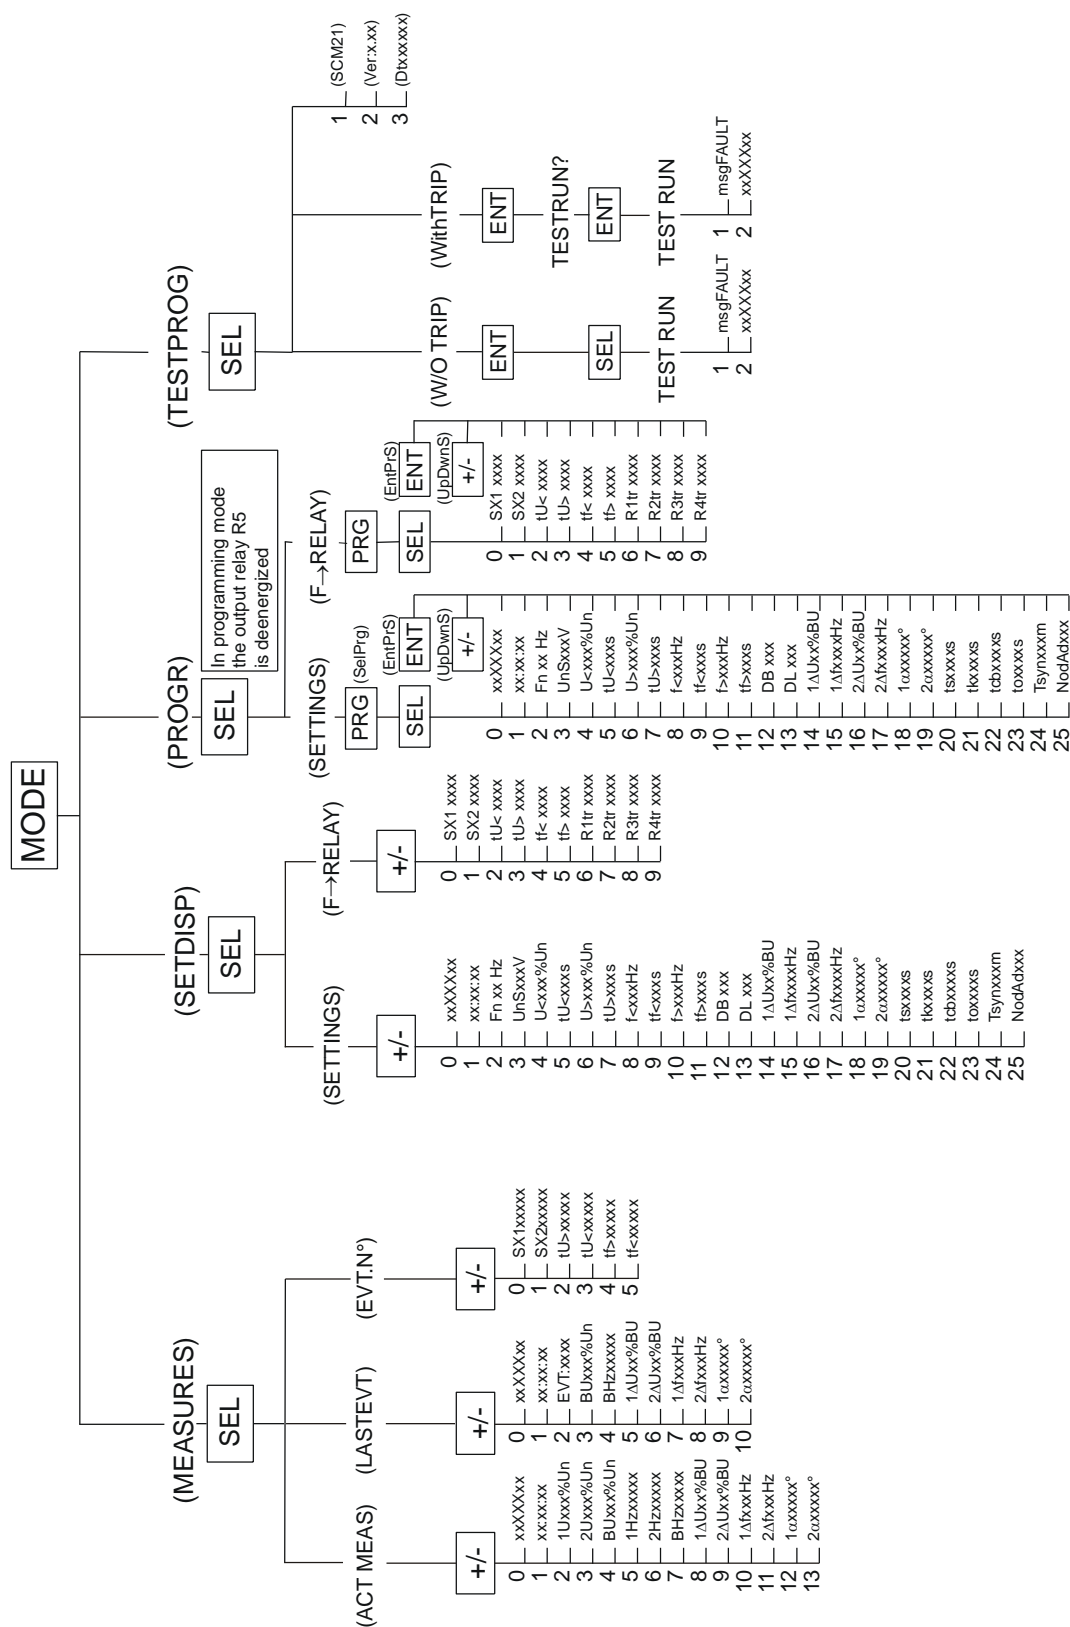 MODE
(MEASURES)
SEL
(ACT MEAS)
+/-
0 xxXXXxx
1 xx:xx:xx
2 1Uxxx%Un
3 2Uxxx%Un
4 BUxxx%Un
5 1Hzxxxxx
6 2Hzxxxxx
7 BHzxxxxx
8 1ΔUxx%BU
9 2ΔUxx%BU
10 1ΔfxxxHz
11 2ΔfxxxHz
12 1αxxxxx°
13 2αxxxxx°
(LASTEVT)
+/-
0 xxXXXxx
1 xx:xx:xx
2 EVT:xxxx
3 BUxxx%Un
4 BHzxxxxx
5 1ΔUxx%BU
6 2ΔUxx%BU
7 1ΔfxxxHz
8 2ΔfxxxHz
9 1αxxxxx°
10 2αxxxxx°
(EVT.N°)
+/-
0 SX1xxxxx
1 SX2xxxxx
2 tU>xxxxx
3 tU<xxxxx
4 tf>xxxxx
5 tf<xxxxx
(SETDISP)
SEL
(SETTINGS)
+/-
0 xxXXXxx
1 xx:xx:xx
2 Fn xx Hz
3 UnSxxxV
4 U<xxx%Un
5 tU<xxxs
6 U>xxx%Un
7 tU>xxxs
8 f<xxxHz
9 tf<xxxs
10 f>xxxHz
11 tf>xxxs
12 DB xxx
13 DL xxx
14 1ΔUxx%BU
15 1ΔfxxxxHz
16 2ΔUxx%BU
17 2ΔfxxxxHz
18 1αxxxxx°
19 2αxxxxx°
20 tsxxxxs
21 tkxxxxs
22 tcbxxxxs
23 toxxxxs
24 Tsynxxxm
25 NodAdxxx
(F→RELAY)
+/-
0 SX1 xxxx
1 SX2 xxxx
2 tU< xxxx
3 tU> xxxx
4 tf< xxxx
5 tf> xxxx
6 R1tr xxxx
7 R2tr xxxx
8 R3tr xxxx
9 R4tr xxxx
(PROGR)
SEL
In programming mode
the output relay R5
is deenergized
(SETTINGS)
PRG
(SelPrg)
SEL
(EntPrS)
ENT
(UpDwnS)
+/-
0 xxXXXxx
1 xx:xx:xx
2 Fn xx Hz
3 UnSxxxV
4 U<xxx%Un
5 tU<xxxs
6 U>xxx%Un
7 tU>xxxs
8 f<xxxHz
9 tf<xxxs
10 f>xxxHz
11 tf>xxxs
12 DB xxx
13 DL xxx
14 1ΔUxx%BU
15 1ΔfxxxxHz
16 2ΔUxx%BU
17 2ΔfxxxxHz
18 1αxxxxx°
19 2αxxxxx°
20 tsxxxxs
21 tkxxxxs
22 tcbxxxxs
23 toxxxxs
24 Tsynxxxm
25 NodAdxxx
(F→RELAY)
PRG
SEL
(EntPrS)
ENT
(UpDwnS)
+/-
0 SX1 xxxx
1 SX2 xxxx
2 tU< xxxx
3 tU> xxxx
4 tf< xxxx
5 tf> xxxx
6 R1tr xxxx
7 R2tr xxxx
8 R3tr xxxx
9 R4tr xxxx
(TESTPROG)
SEL
(W/O TRIP)
ENT
SEL
TEST RUN
1 msgFAULT
2 xxXXXxx
(WithTRIP)
ENT
TESTRUN?
ENT
TEST RUN
1 msgFAULT
2 xxXXXxx
1 (SCM21)
2 (Ver:x.xx)
3 (Dtxxxxxx)